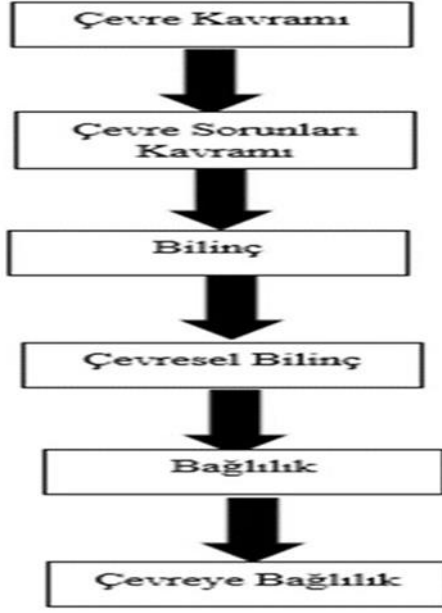 Çevre Kavramı
Çevre Sorunları
Kavramı
Bilinç
Çevresel Bilinç
Bağlılık
Çevreye Bağlılık